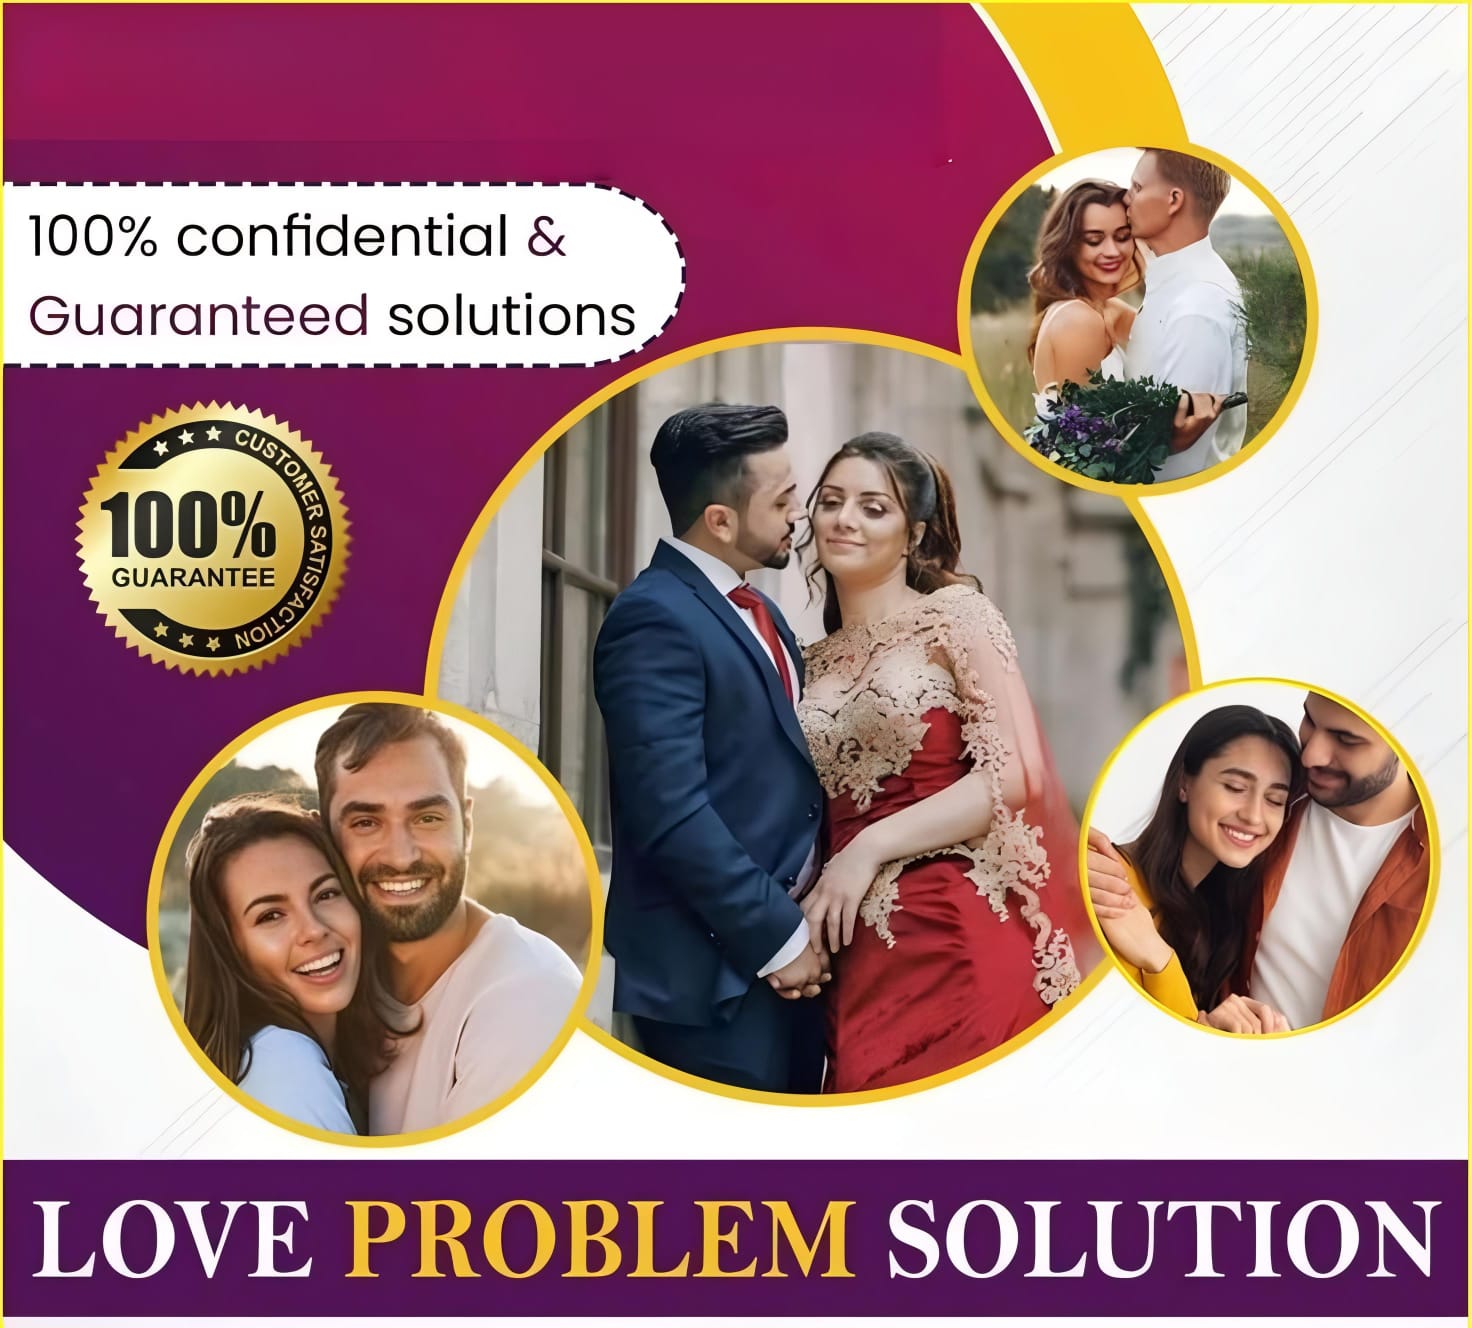 100% confidential &
Guaranteed solutions
CUSTOMER SATISFACTION
100%
GUARANTEE
LOVE PROBLEM SOLUTION